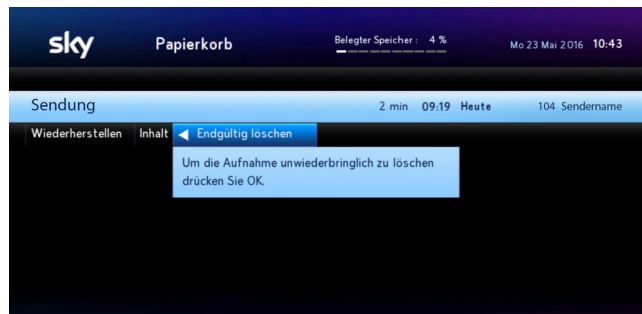 sky Papierkorb Belegter Speicher : 4 % Mo 23 Mai 2016 10:43
Sendung 2 min 09:19 Heute 104 Sendername
Wiederherstellen Inhalt Endgültig löschen
Um die Aufnahme unwiederbringlich zu löschen
drücken Sie OK.